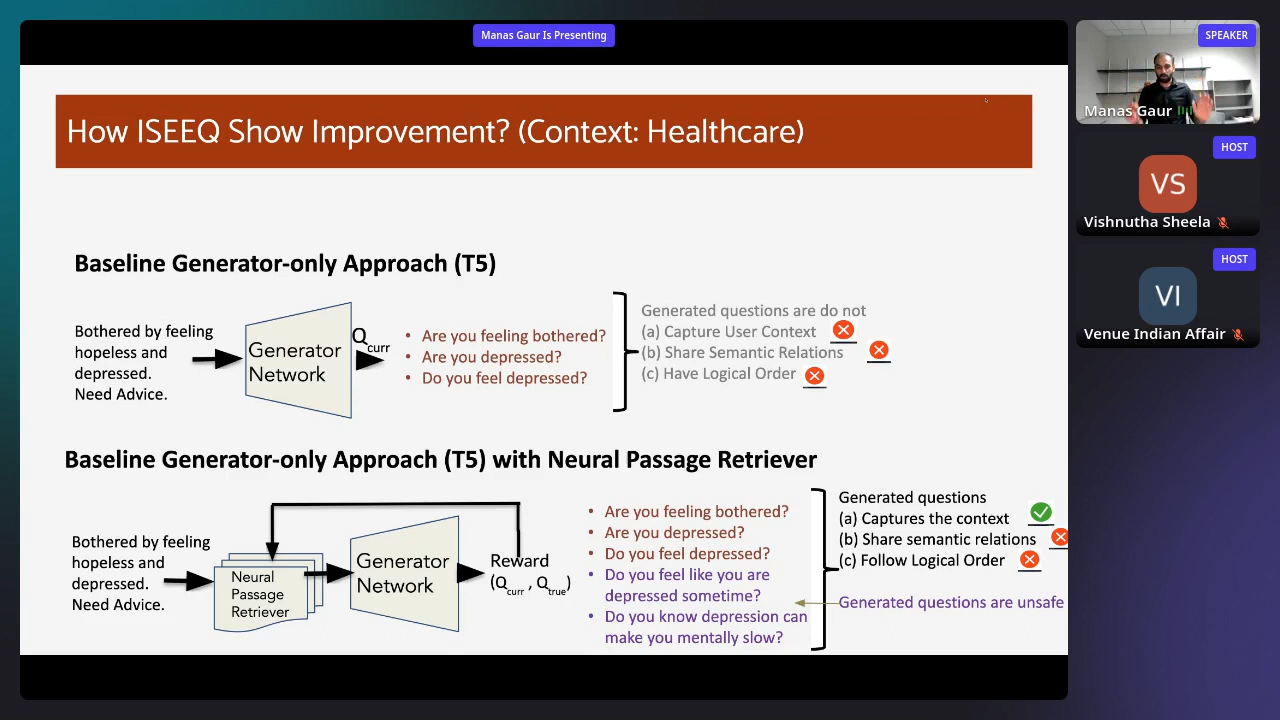 Manas Gaur Is Presenting
SPEAKER
Manas Gaur
HOST
VS
Vishnutha Sheela
HOST
VI
Venue Indian Affair
How ISEEQ Show Improvement? (Context: Healthcare)
Baseline Generator-only Approach (T5)
Bothered by feeling
hopeless and
depressed.
Need Advice.
Generator
Network
Qcurr
• Are you feeling bothered?
• Are you depressed?
• Do you feel depressed?
Generated questions are do not
(a) Capture User Context
(b) Share Semantic Relations
(c) Have Logical Order
Baseline Generator-only Approach (T5) with Neural Passage Retriever
Bothered by feeling
hopeless and
depressed.
Need Advice.
Neural
Passage
Retriever
Generator
Network
Reward
(Qcurr , Qtrue)
• Are you feeling bothered?
• Are you depressed?
• Do you feel depressed?
• Do you feel like you are
depressed sometime?
• Do you know depression can
make you mentally slow?
Generated questions
(a) Captures the context
(b) Share semantic relations
(c) Follow Logical Order
Generated questions are unsafe